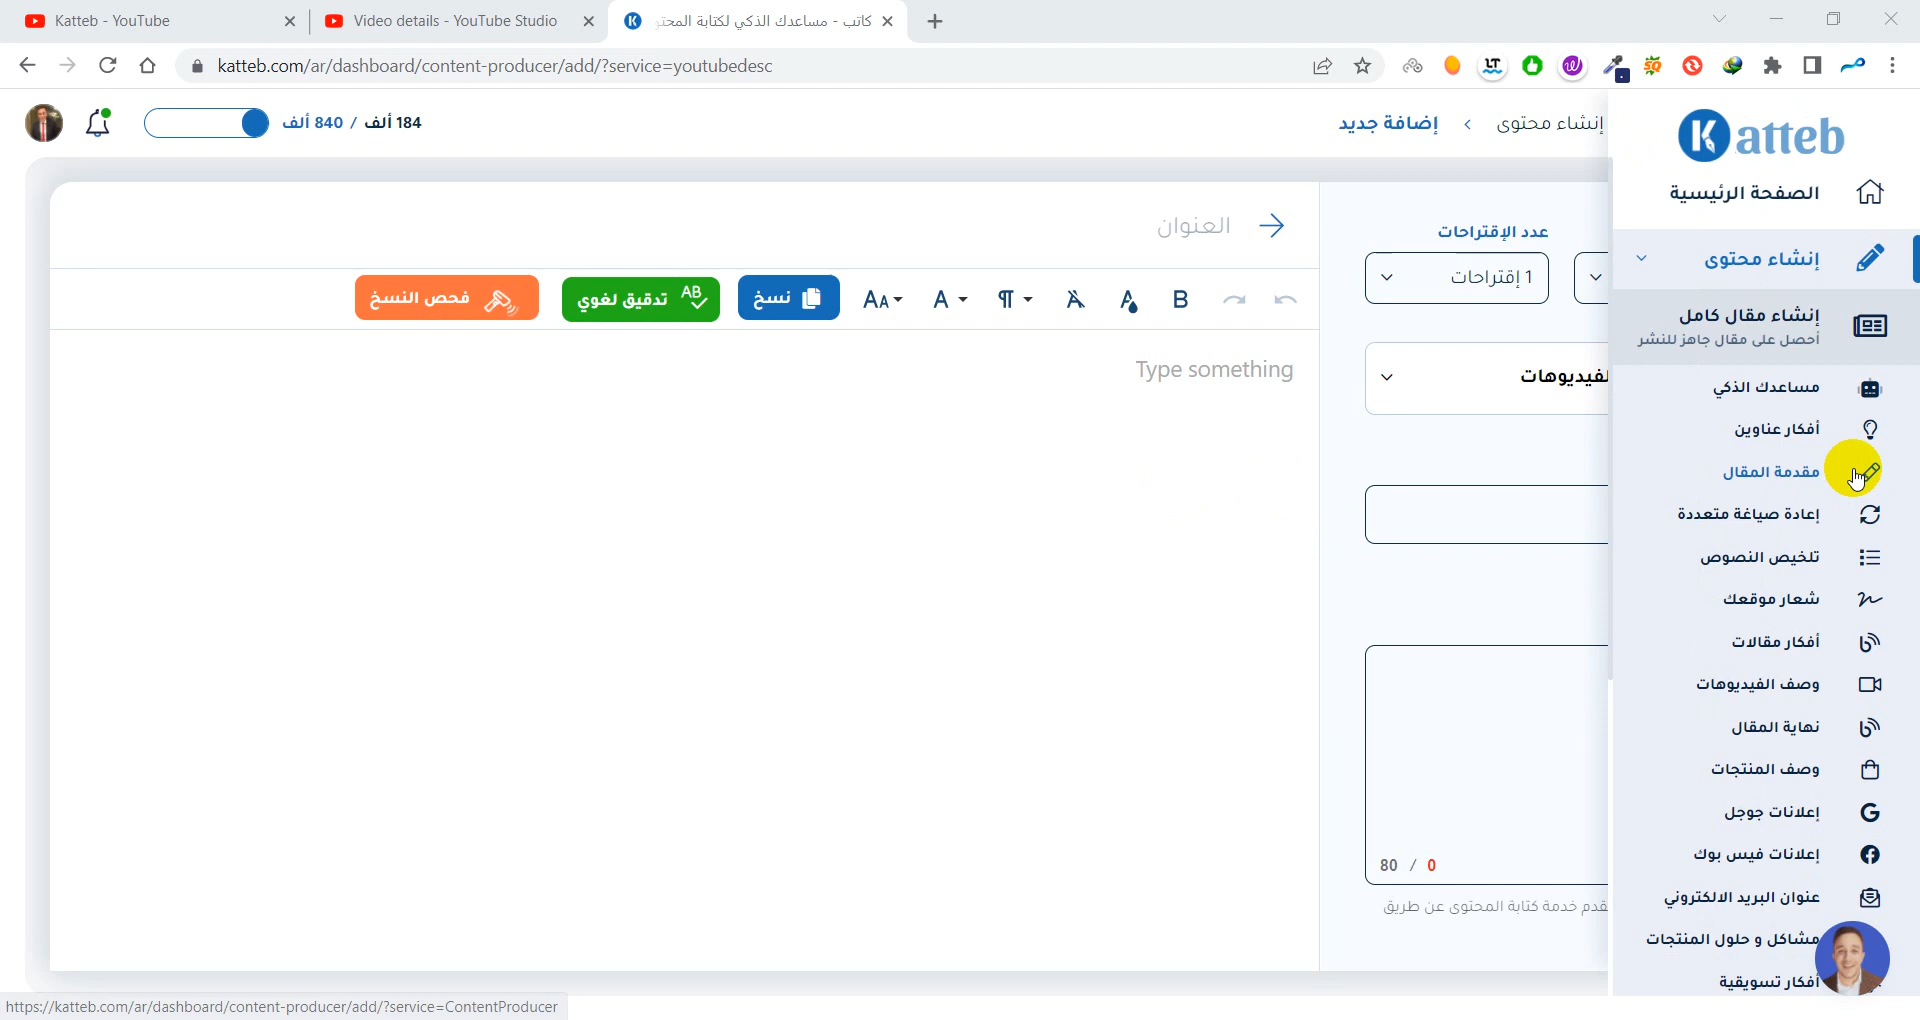 Katteb - YouTube
Video details - YouTube Studio
كاتب - مساعدك الذكي لكتابة المحتو
katteb.com/ar/dashboard/content-producer/add/?service=youtubedesc
184 ألف / 840 ألف
إنشاء محتوى
إضافة جديد
Katteb
الصفحة الرئيسية
إنشاء محتوى
إنشاء مقال كامل
أحصل على مقال جاهز للنشر
مساعدك الذكي
أفكار عناوين
مقدمة المقال
إعادة صياغة متعددة
تلخيص النصوص
شعار موقعك
أفكار مقالات
وصف الفيديوهات
نهاية المقال
وصف المنتجات
إعلانات جوجل
إعلانات فيس بوك
عنوان البريد الالكتروني
مشاكل و حلول المنتجات
أفكار تسويقية
عدد الإقتراحات
1 إقتراحات
لفيديوهات
0 / 80
قدم خدمة كتابة المحتوى عن طريق
العنوان
نسخ
تدقيق لغوي
فحص النسخ
Type something
https://katteb.com/ar/dashboard/content-producer/add/?service=ContentProducer